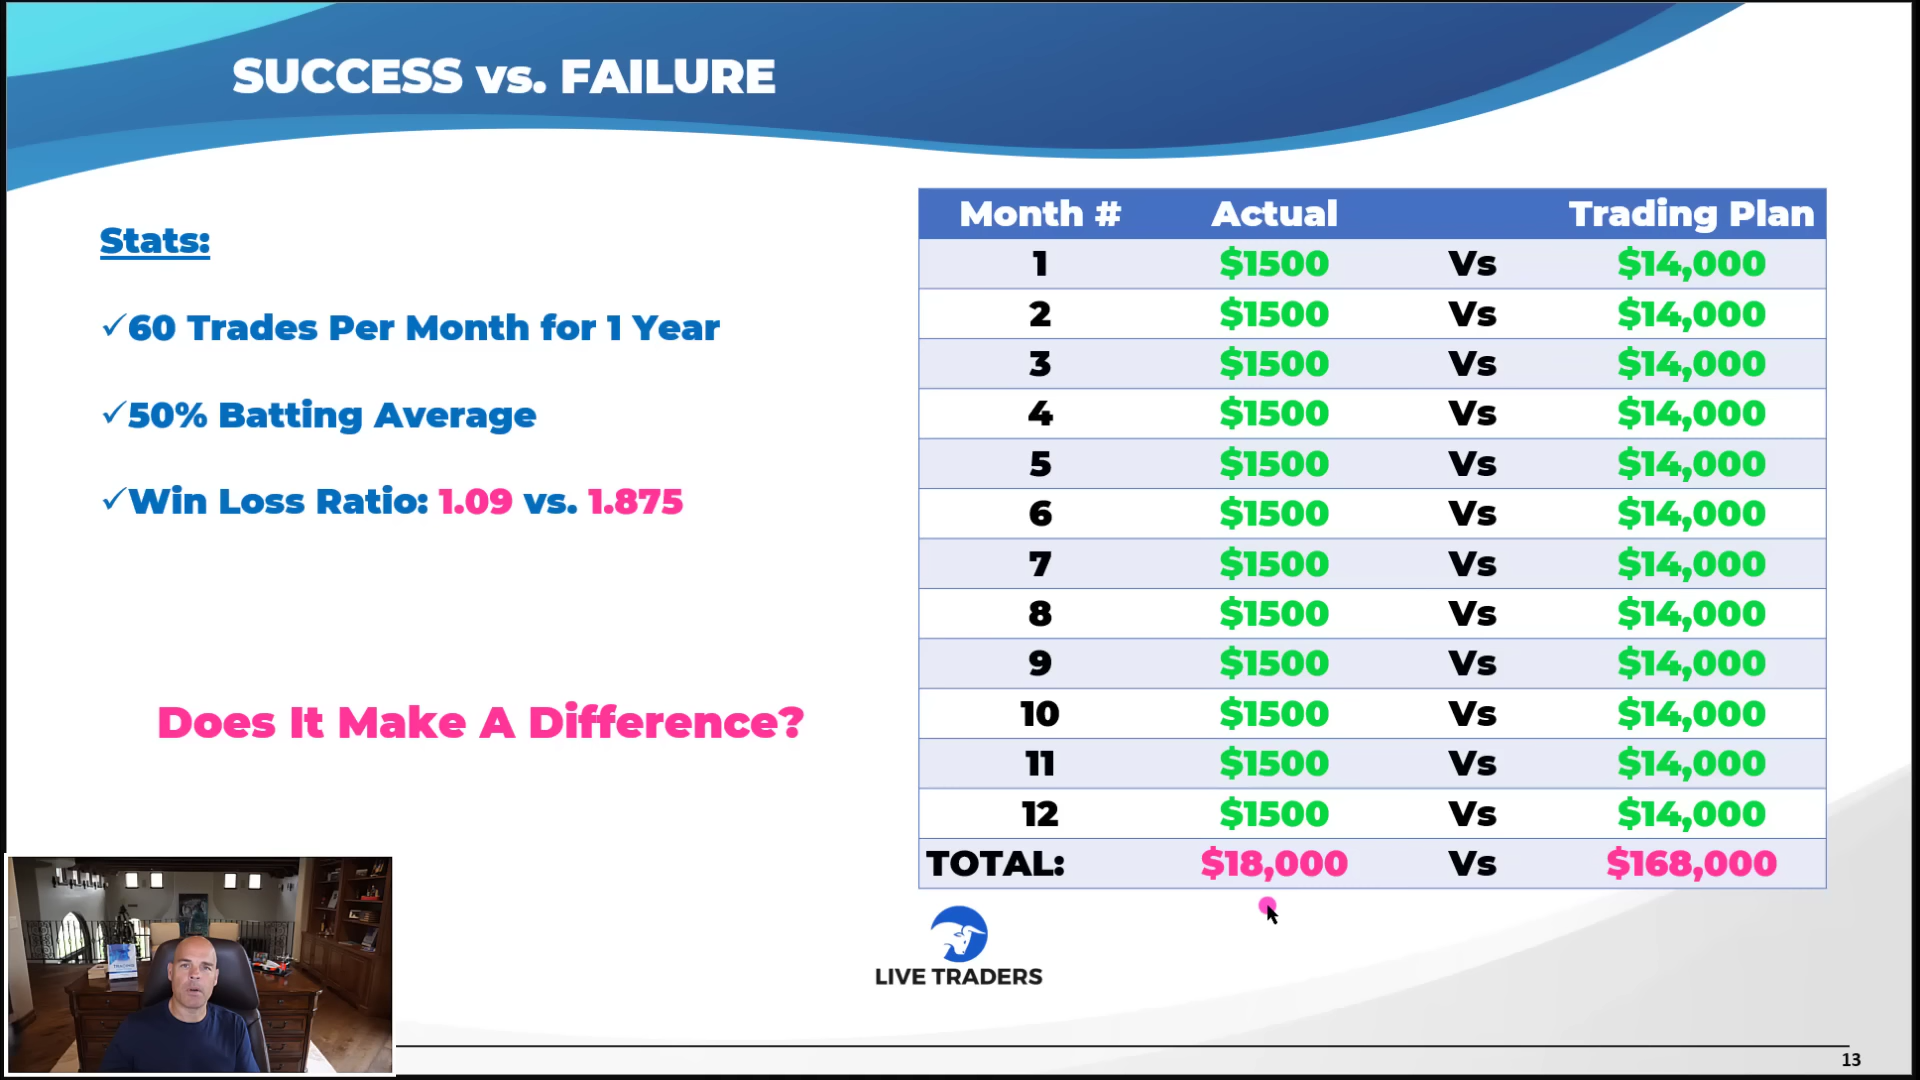 SUCCESS vs. FAILURE
Stats:
✓60 Trades Per Month for 1 Year
✓50% Batting Average
✓Win Loss Ratio: 1.09 vs. 1.875
Does It Make A Difference?
Month # Actual Trading Plan
1 $1500 Vs $14,000
2 $1500 Vs $14,000
3 $1500 Vs $14,000
4 $1500 Vs $14,000
5 $1500 Vs $14,000
6 $1500 Vs $14,000
7 $1500 Vs $14,000
8 $1500 Vs $14,000
9 $1500 Vs $14,000
10 $1500 Vs $14,000
11 $1500 Vs $14,000
12 $1500 Vs $14,000
TOTAL: $18,000 Vs $168,000
LIVE TRADERS
13